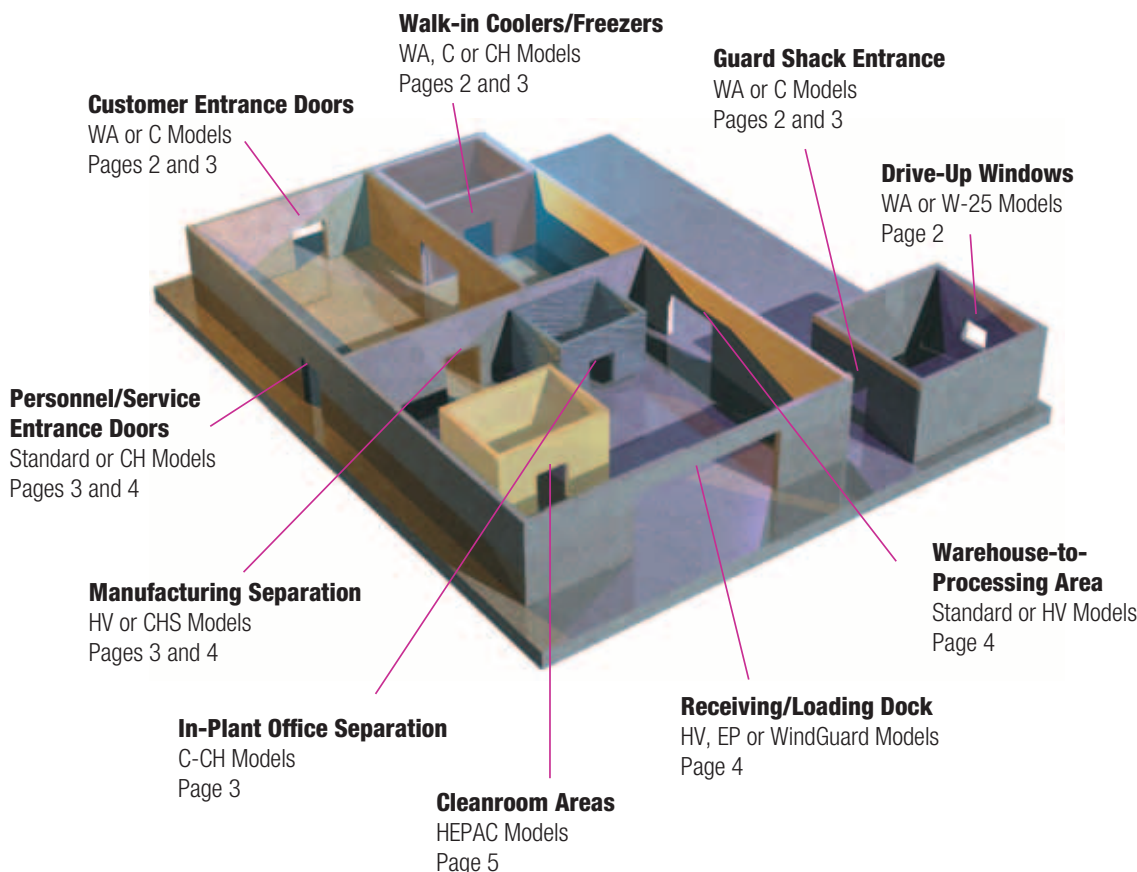 Walk-in Coolers/Freezers
WA, C or CH Models
Pages 2 and 3
Guard Shack Entrance
WA or C Models
Pages 2 and 3
Customer Entrance Doors
WA or C Models
Pages 2 and 3
Drive-Up Windows
WA or W-25 Models
Page 2
Personnel/Service
Entrance Doors
Standard or CH Models
Pages 3 and 4
Warehouse-to-
Processing Area
Standard or HV Models
Page 4
Manufacturing Separation
HV or CHS Models
Pages 3 and 4
Receiving/Loading Dock
HV, EP or WindGuard Models
Page 4
In-Plant Office Separation
C-CH Models
Page 3
Cleanroom Areas
HEPAC Models
Page 5